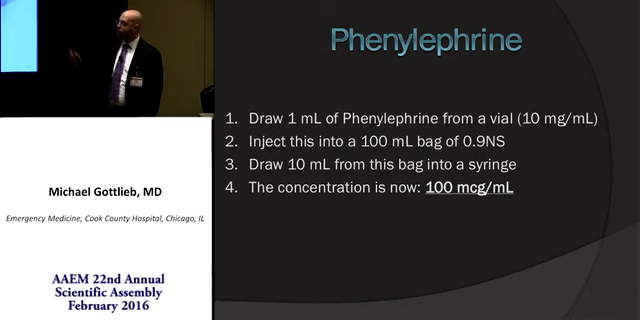 Phenylephrine
1. Draw 1 mL of Phenylephrine from a vial (10 mg/mL)
2. Inject this into a 100 mL bag of 0.9NS
3. Draw 10 mL from this bag into a syringe
4. The concentration is now: 100 mcg/mL
Michael Gottlieb, MD
Emergency Medicine, Cook County Hospital, Chicago, IL
AAEM 22nd Annual
Scientific Assembly
February 2016